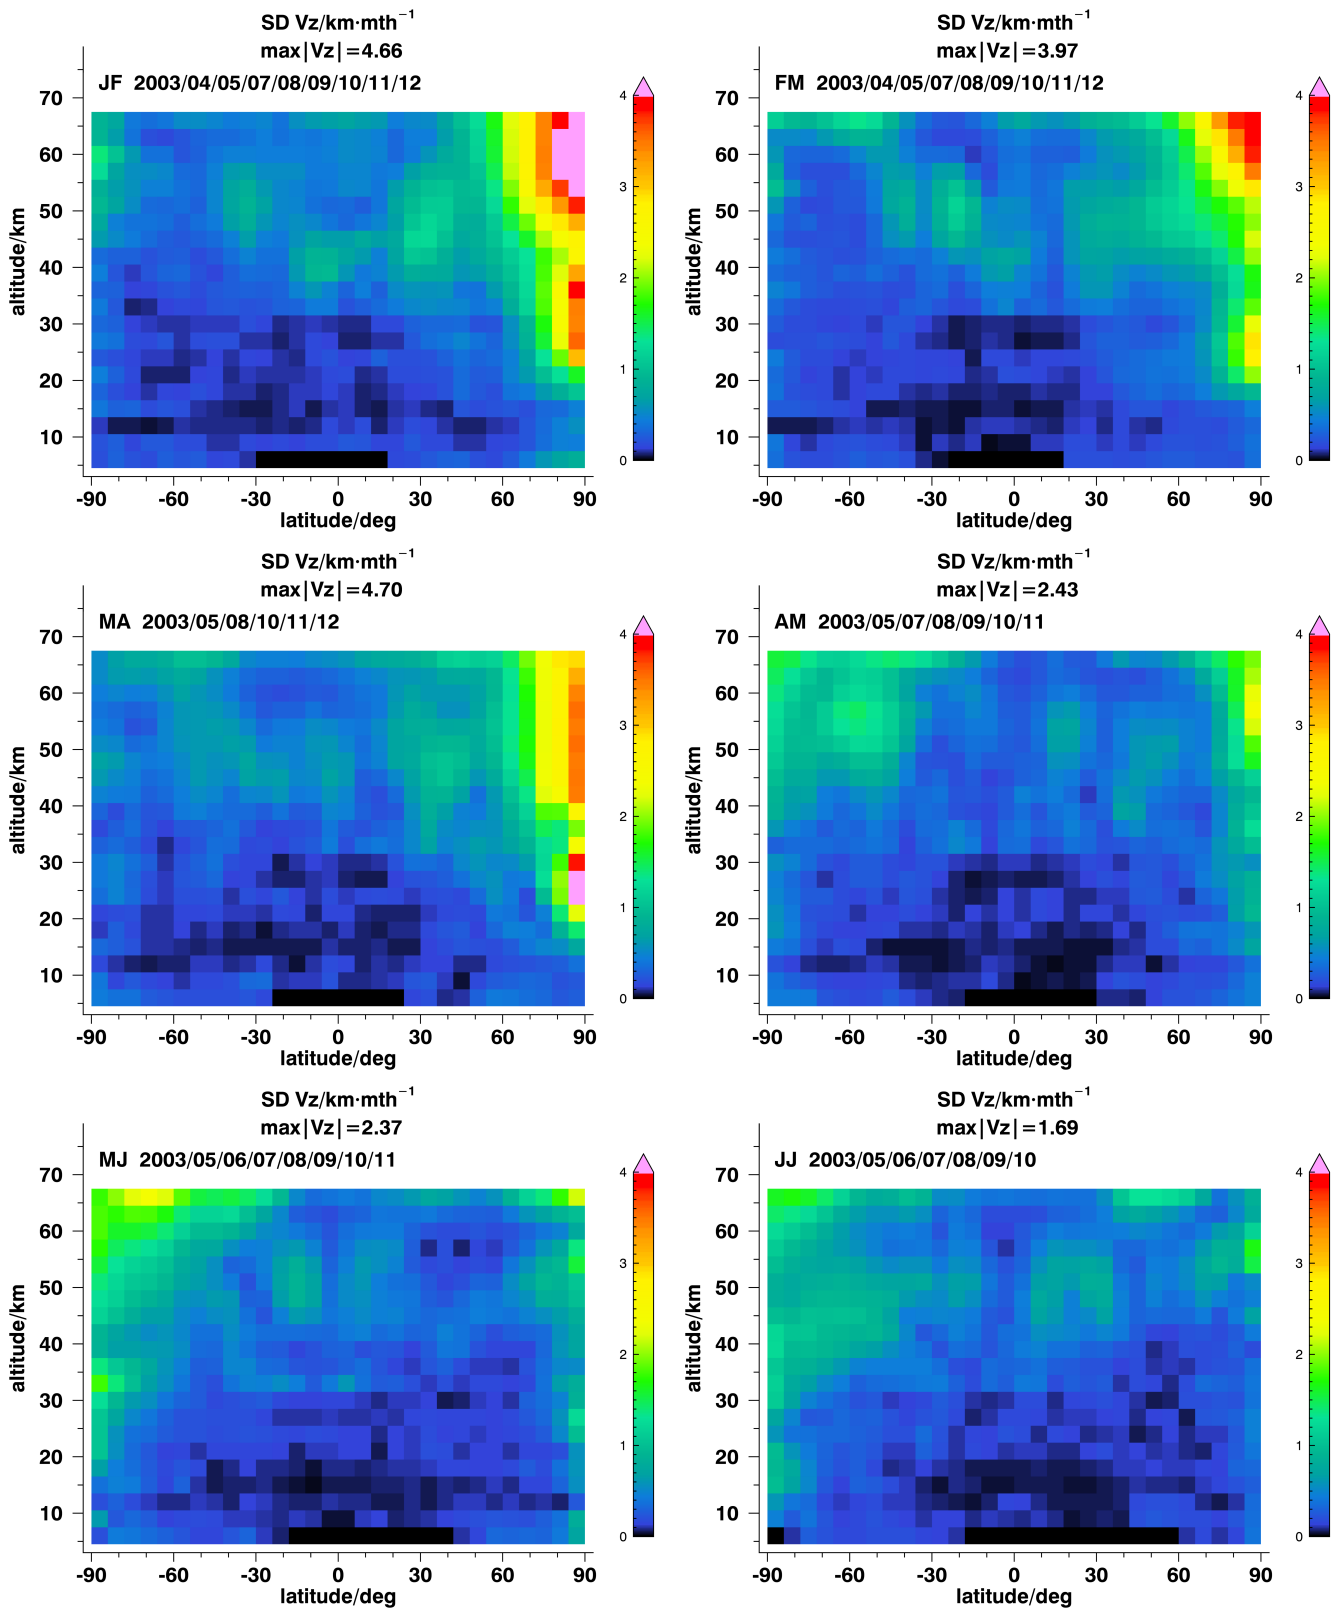 SD Vz/km·mth⁻¹
max|Vz|=4.66
JF 2003/04/05/07/08/09/10/11/12
70
60
50
40
30
20
10
altitude/km
-90 -60 -30 0 30 60 90
latitude/deg
4
3
2
1
0
SD Vz/km·mth⁻¹
max|Vz|=3.97
FM 2003/04/05/07/08/09/10/11/12
70
60
50
40
30
20
10
altitude/km
-90 -60 -30 0 30 60 90
latitude/deg
4
3
2
1
0
SD Vz/km·mth⁻¹
max|Vz|=4.70
MA 2003/05/08/10/11/12
70
60
50
40
30
20
10
altitude/km
-90 -60 -30 0 30 60 90
latitude/deg
4
3
2
1
0
SD Vz/km·mth⁻¹
max|Vz|=2.43
AM 2003/05/07/08/09/10/11
70
60
50
40
30
20
10
altitude/km
-90 -60 -30 0 30 60 90
latitude/deg
4
3
2
1
0
SD Vz/km·mth⁻¹
max|Vz|=2.37
MJ 2003/05/06/07/08/09/10/11
70
60
50
40
30
20
10
altitude/km
-90 -60 -30 0 30 60 90
latitude/deg
4
3
2
1
0
SD Vz/km·mth⁻¹
max|Vz|=1.69
JJ 2003/05/06/07/08/09/10
70
60
50
40
30
20
10
altitude/km
-90 -60 -30 0 30 60 90
latitude/deg
4
3
2
1
0